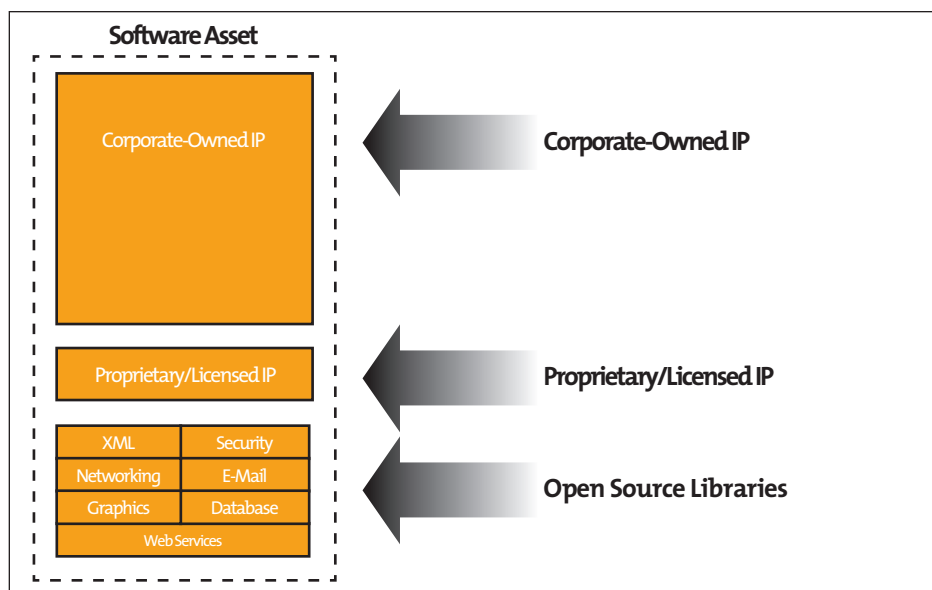 Software Asset
Corporate-Owned IP
Corporate-Owned IP
Proprietary/Licensed IP
Proprietary/Licensed IP
XML
Security
Networking
E-Mail
Graphics
Database
Web Services
Open Source Libraries